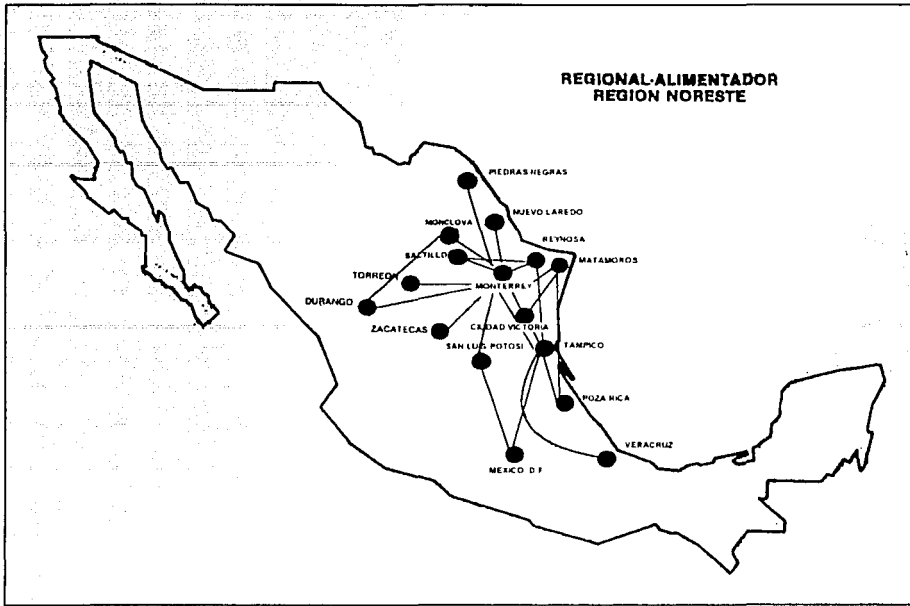 REGIONAL-ALIMENTADOR
REGION NORESTE
PIEDRAS NEGRAS
NUEVO LAREDO
MONCLOVA
REYNOSA
SALTILLO
MATAMOROS
TORREON
MONTERREY
DURANGO
ZACATECAS
CIUDAD VICTORIA
SAN LUIS POTOSI
TAMPICO
POZA RICA
VERACRUZ
MEXICO D.F